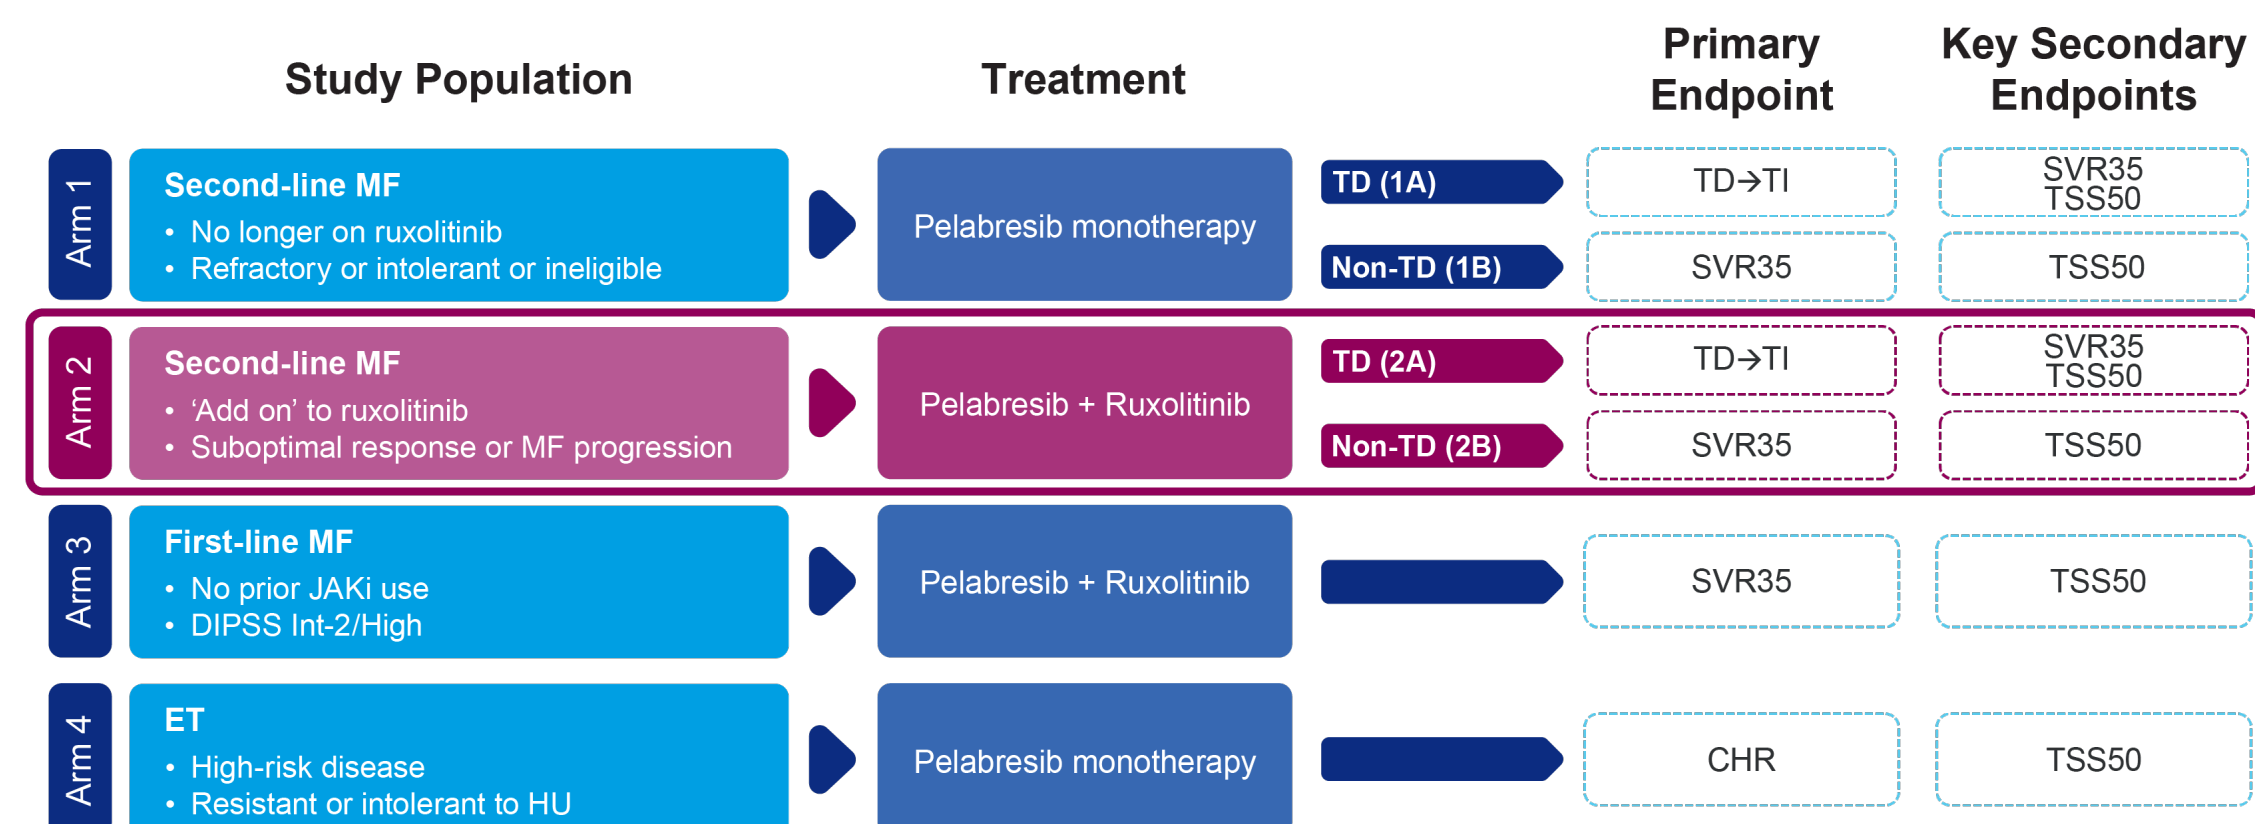 Study Population
Treatment
Primary
Endpoint
Key Secondary
Endpoints
Arm 1
Second-line MF
• No longer on ruxolitinib
• Refractory or intolerant or ineligible
Pelabresib monotherapy
TD (1A)
TD→TI
SVR35
TSS50
Non-TD (1B)
SVR35
TSS50
Arm 2
Second-line MF
• ‘Add on’ to ruxolitinib
• Suboptimal response or MF progression
Pelabresib + Ruxolitinib
TD (2A)
TD→TI
SVR35
TSS50
Non-TD (2B)
SVR35
TSS50
Arm 3
First-line MF
• No prior JAKi use
• DIPSS Int-2/High
Pelabresib + Ruxolitinib
SVR35
TSS50
Arm 4
ET
• High-risk disease
• Resistant or intolerant to HU
Pelabresib monotherapy
CHR
TSS50